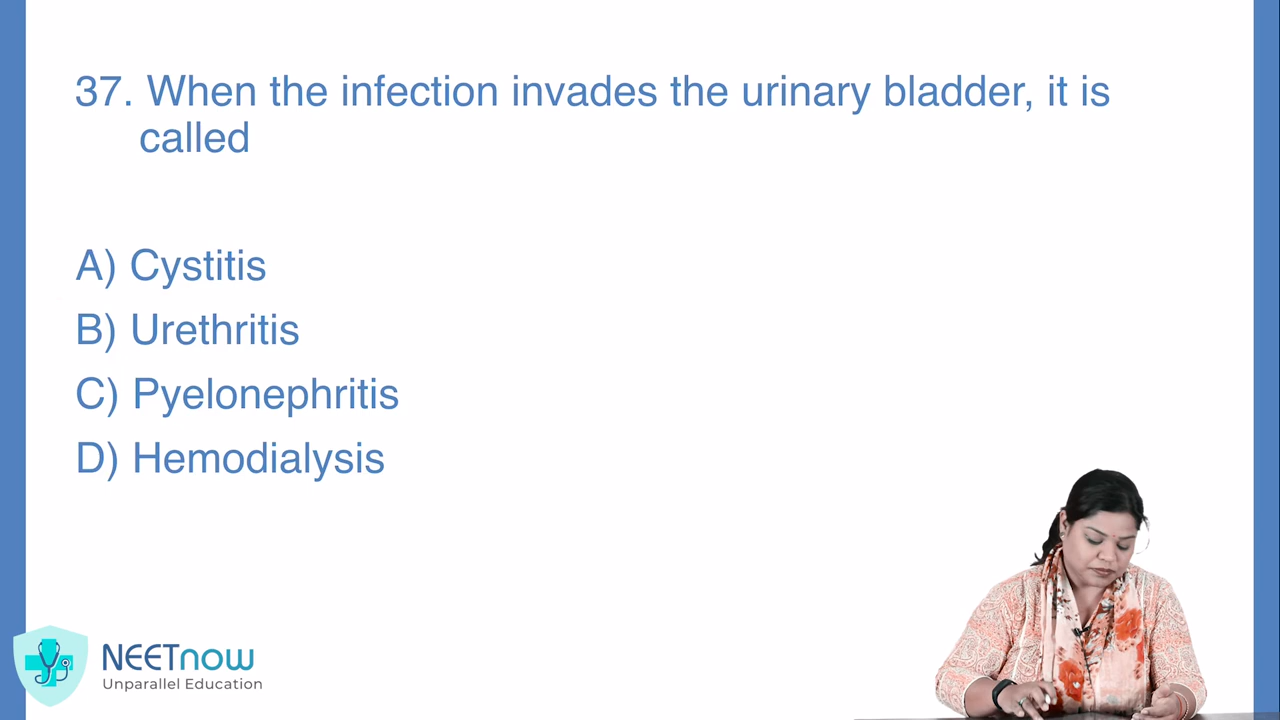 37. When the infection invades the urinary bladder, it is
called
A) Cystitis
B) Urethritis
C) Pyelonephritis
D) Hemodialysis
NEETnow
Unparallel Education